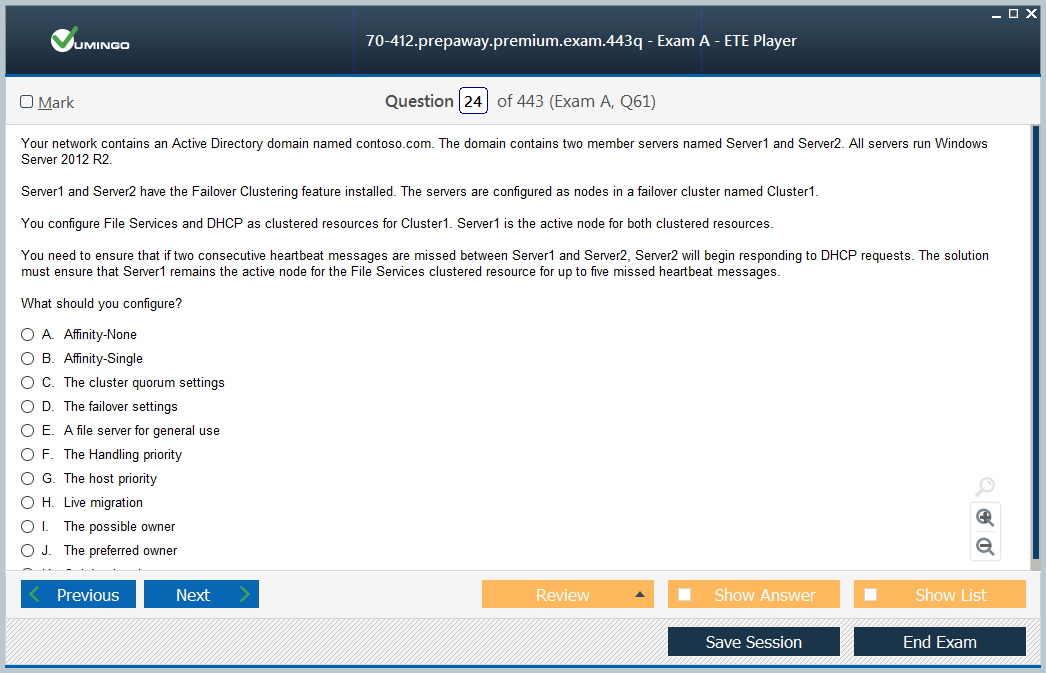 VUMINGO
70-412.prepaway.premium.exam.443q - Exam A - ETE Player
Mark
Question 24 of 443 (Exam A, Q61)
Your network contains an Active Directory domain named contoso.com. The domain contains two member servers named Server1 and Server2. All servers run Windows
Server 2012 R2.
Server1 and Server2 have the Failover Clustering feature installed. The servers are configured as nodes in a failover cluster named Cluster1.
You configure File Services and DHCP as clustered resources for Cluster1. Server1 is the active node for both clustered resources.
You need to ensure that if two consecutive heartbeat messages are missed between Server1 and Server2, Server2 will begin responding to DHCP requests. The solution
must ensure that Server1 remains the active node for the File Services clustered resource for up to five missed heartbeat messages.
What should you configure?
A. Affinity-None
B. Affinity-Single
C. The cluster quorum settings
D. The failover settings
E. A file server for general use
F. The Handling priority
G. The host priority
H. Live migration
I. The possible owner
J. The preferred owner
Previous
Next
Review
Show Answer
Show List
Save Session
End Exam